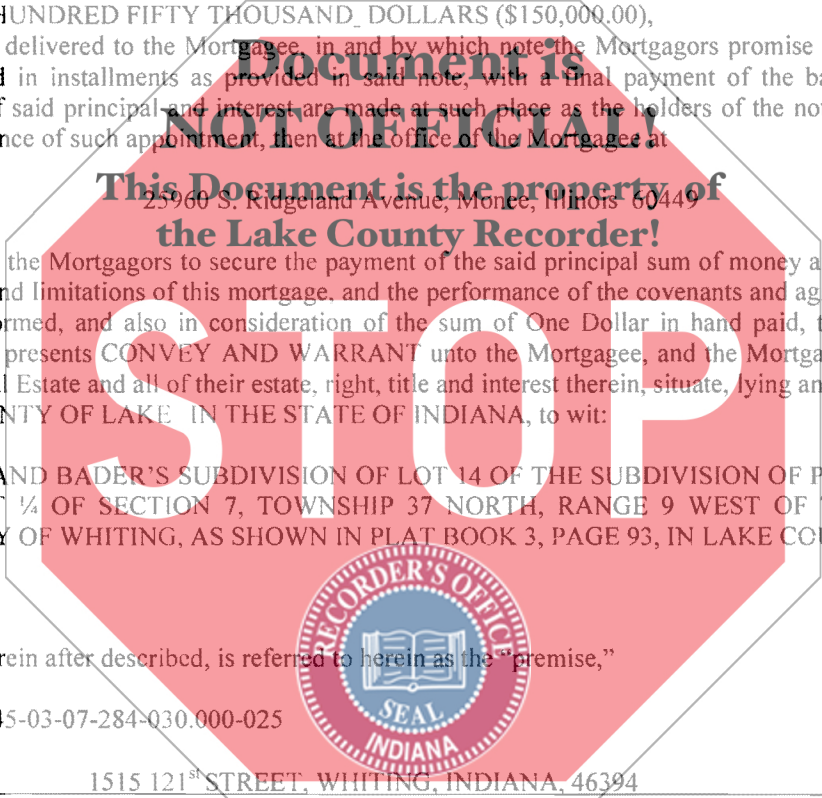 HUNDRED FIFTY THOUSAND DOLLARS ($150,000.00),
delivered to the Mortgagee, in and by which note the Mortgagors promise
in installments as provided in said note, with a final payment of the ba
Document is
f said principal and interest are made at such place as the holders of the no
nce of such appointment, then at the office of the Mortgagee at
NOT OFFICIAL!
This Document is the property of
25960 S. Ridgeland Avenue, Monee, Illinois 60449
the Lake County Recorder!
the Mortgagors to secure the payment of the said principal sum of money a
nd limitations of this mortgage, and the performance of the covenants and ag
ormed, and also in consideration of the sum of One Dollar in hand paid, t
presents CONVEY AND WARRANT unto the Mortgagee, and the Mortga
l Estate and all of their estate, right, title and interest therein, situate, lying an
NTY OF LAKE IN THE STATE OF INDIANA, to wit:
STOP
AND BADER'S SUBDIVISION OF LOT 14 OF THE SUBDIVISION OF P
¼ OF SECTION 7, TOWNSHIP 37 NORTH, RANGE 9 WEST OF
Y OF WHITING, AS SHOWN IN PLAT BOOK 3, PAGE 93, IN LAKE COU
RECORDER'S OFFICE
rein after described, is referred to herein as the "premise,"
SEAL
INDIANA
45-03-07-284-030.000-025
1515 121st STREET, WHITING, INDIANA, 46394